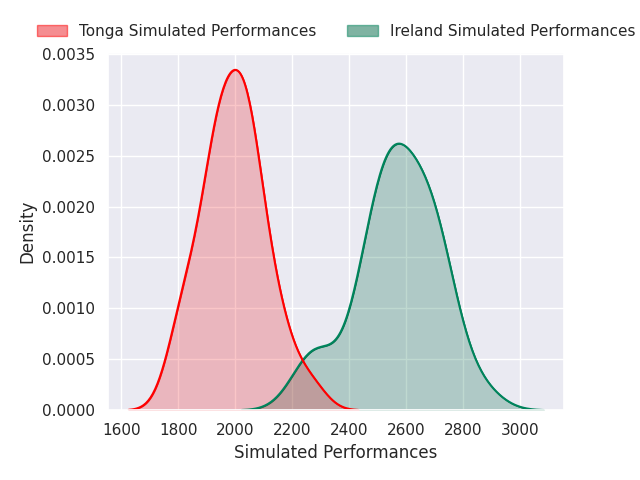 Tonga Simulated Performances
Ireland Simulated Performances
0.0035
0.0030
0.0025
0.0020
0.0015
0.0010
0.0005
0.0000
Density
1600 1800 2000 2200 2400 2600 2800 3000
Simulated Performances